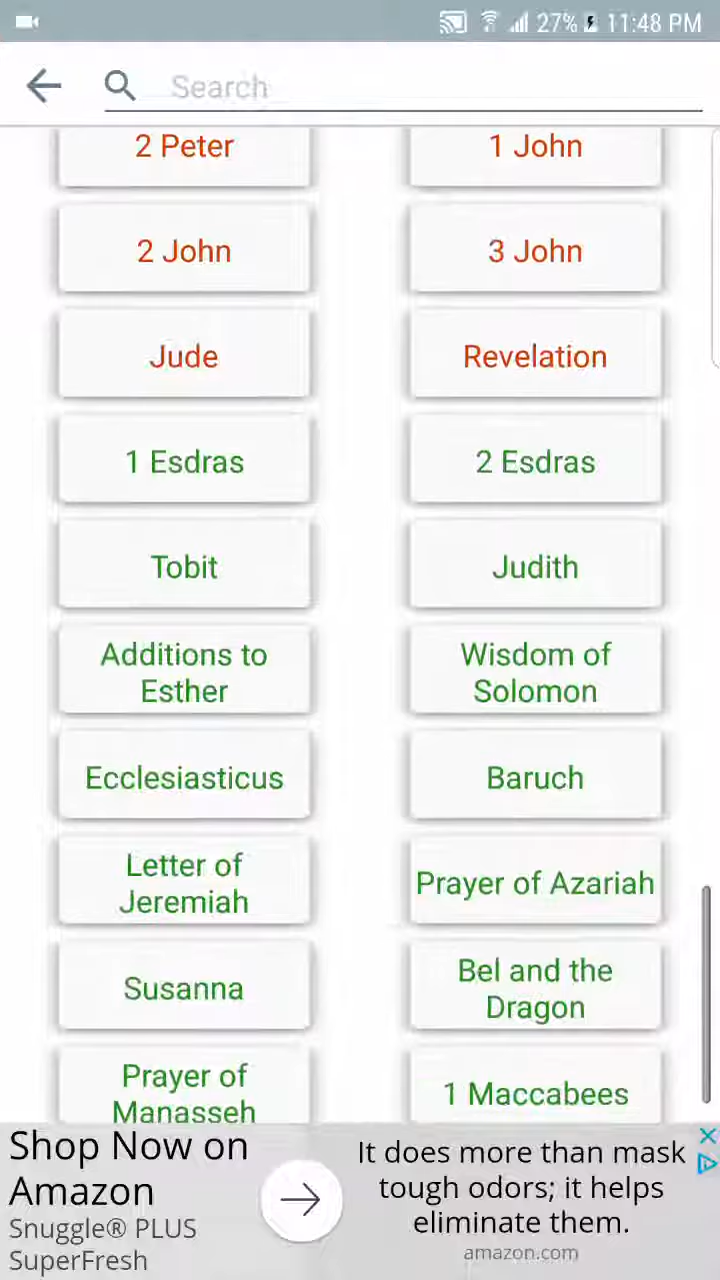 27% 11:48 PM
Search
2 Peter
1 John
2 John
3 John
Jude
Revelation
1 Esdras
2 Esdras
Tobit
Judith
Additions to
Esther
Wisdom of
Solomon
Ecclesiasticus
Baruch
Letter of
Jeremiah
Prayer of Azariah
Susanna
Bel and the
Dragon
Prayer of
Manasseh
1 Maccabees
Shop Now on
Amazon
Snuggle® PLUS
SuperFresh
It does more than mask
tough odors; it helps
eliminate them.
amazon.com